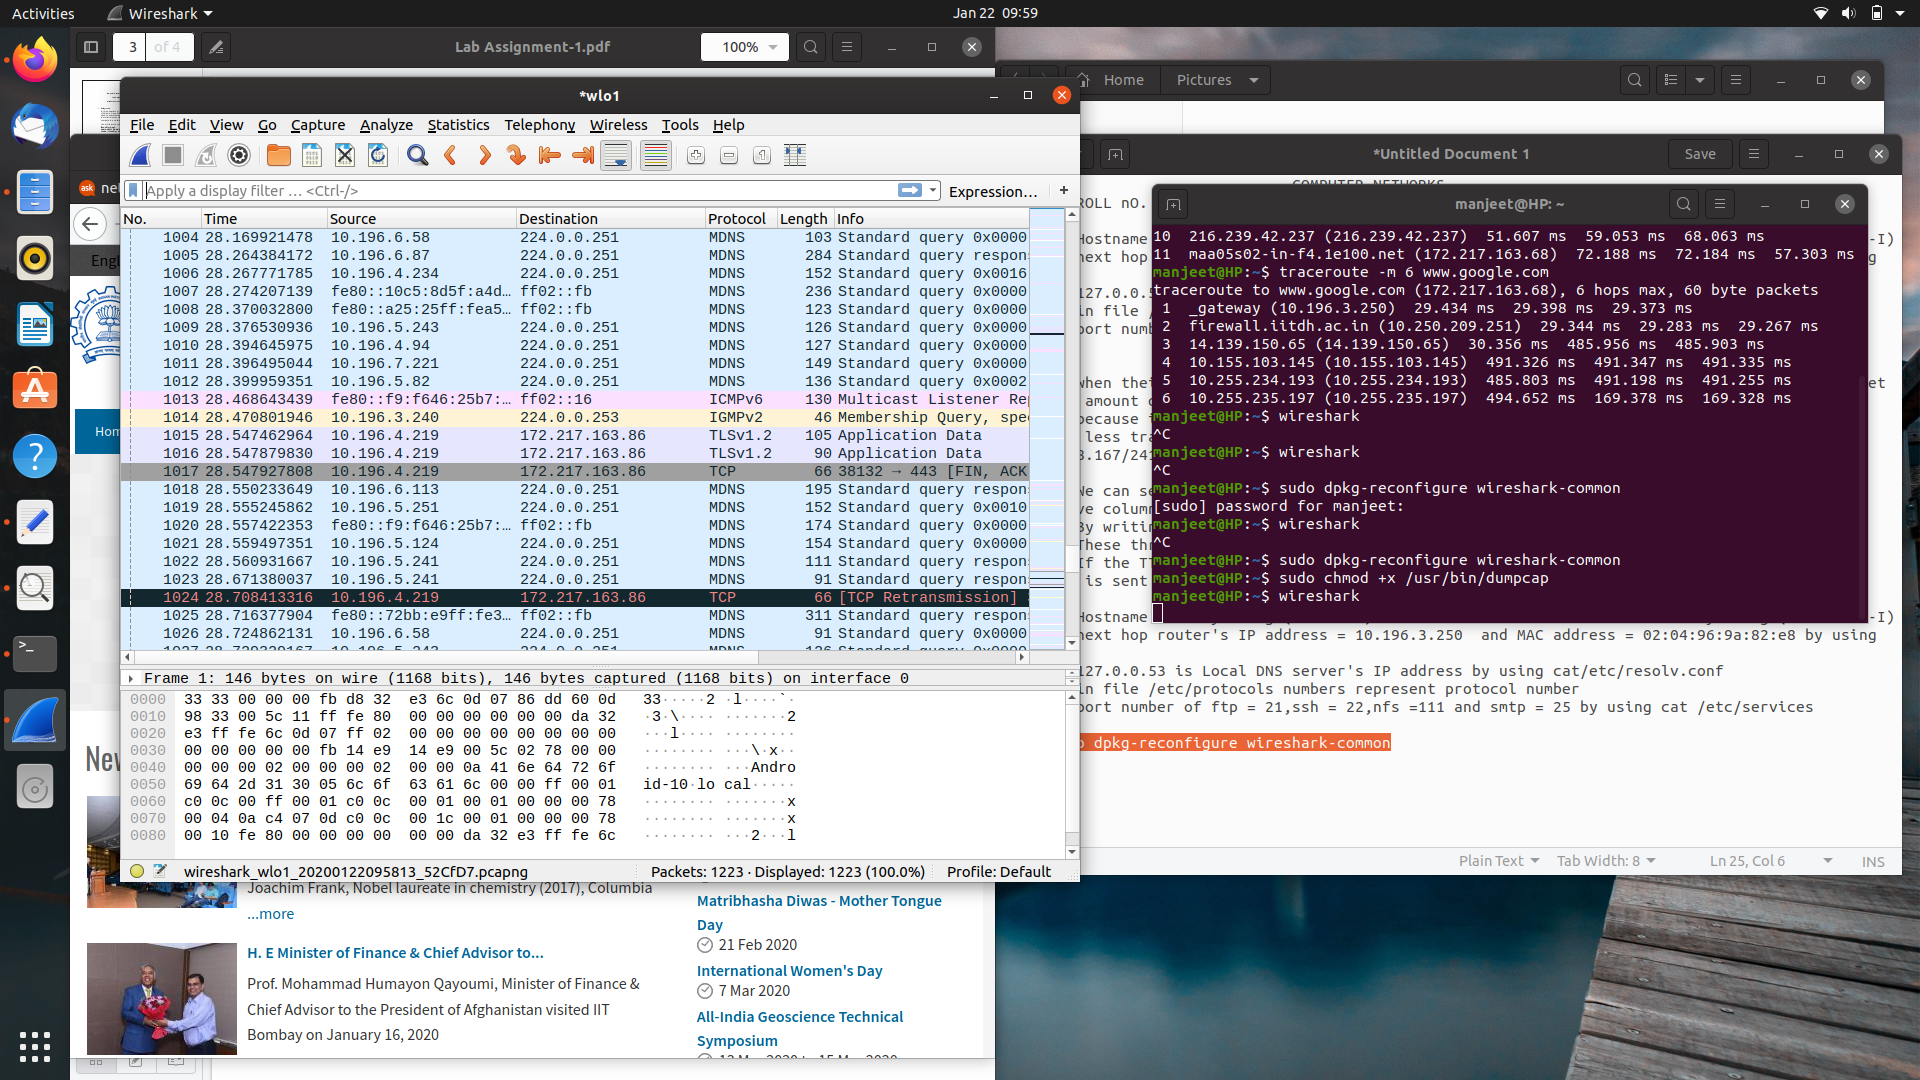 Activities
Wireshark
Jan 22 09:59
3 of 4
Lab Assignment-1.pdf
100%
Home
Pictures
*wlo1
File Edit View Go Capture Analyze Statistics Telephony Wireless Tools Help
Apply a display filter … <Ctrl-/>
Expression…
+
No. Time Source Destination Protocol Length Info
1004 28.169921478 10.196.6.58 224.0.0.251 MDNS 103 Standard query 0x0000
1005 28.264384172 10.196.6.87 224.0.0.251 MDNS 284 Standard query respon
1006 28.267771785 10.196.4.234 224.0.0.251 MDNS 152 Standard query 0x0016
1007 28.274207139 fe80::10c5:8d5f:a4d… ff02::fb MDNS 236 Standard query 0x0000
1008 28.370032800 fe80::a25:25ff:fea5… ff02::fb MDNS 123 Standard query 0x0000
1009 28.376530936 10.196.5.243 224.0.0.251 MDNS 126 Standard query 0x0000
1010 28.394645975 10.196.4.94 224.0.0.251 MDNS 127 Standard query 0x0000
1011 28.396495044 10.196.7.221 224.0.0.251 MDNS 149 Standard query 0x0000
1012 28.399959351 10.196.5.82 224.0.0.251 MDNS 136 Standard query 0x0002
1013 28.468643439 fe80::f9:f646:25b7:… ff02::16 ICMPv6 130 Multicast Listener Rep
1014 28.470801946 10.196.3.240 224.0.0.253 IGMPv2 46 Membership Query, spe
1015 28.547462964 10.196.4.219 172.217.163.86 TLSv1.2 105 Application Data
1016 28.547879830 10.196.4.219 172.217.163.86 TLSv1.2 90 Application Data
1017 28.547927808 10.196.4.219 172.217.163.86 TCP 66 38132 → 443 [FIN, ACK
1018 28.550233649 10.196.6.113 224.0.0.251 MDNS 195 Standard query respon
1019 28.555245862 10.196.5.251 224.0.0.251 MDNS 152 Standard query 0x0010
1020 28.557422353 fe80::f9:f646:25b7:… ff02::fb MDNS 174 Standard query 0x0000
1021 28.559497351 10.196.5.124 224.0.0.251 MDNS 154 Standard query 0x0000
1022 28.560931667 10.196.5.241 224.0.0.251 MDNS 111 Standard query respon
1023 28.671380037 10.196.5.241 224.0.0.251 MDNS 91 Standard query respon
1024 28.708413316 10.196.4.219 172.217.163.86 TCP 66 [TCP Retransmission]
1025 28.716377904 fe80::72bb:e9ff:fe3… ff02::fb MDNS 311 Standard query respon
1026 28.724862131 10.196.6.58 224.0.0.251 MDNS 91 Standard query 0x0000
Frame 1: 146 bytes on wire (1168 bits), 146 bytes captured (1168 bits) on interface 0
0000 33 33 00 00 00 fb d8 32 e3 6c 0d 07 86 dd 60 0d 33·····2 ·l····`·
0010 98 33 00 5c 11 ff fe 80 00 00 00 00 00 00 da 32 ·3·\···· ·······2
0020 e3 ff fe 6c 0d 07 ff 02 00 00 00 00 00 00 00 00 ···l···· ········
0030 00 00 00 00 00 fb 14 e9 14 e9 00 5c 02 78 00 00 ········ ···\·x··
0040 00 00 00 02 00 00 00 02 00 00 0a 41 6e 64 72 6f ········ ···Andro
0050 69 64 2d 31 30 05 6c 6f 63 61 6c 00 00 ff 00 01 id-10·lo cal·····
0060 c0 0c 00 ff 00 01 c0 0c 00 01 00 01 00 00 00 78 ········ ·······x
0070 00 04 0a c4 07 0d c0 0c 00 1c 00 01 00 00 00 78 ········ ·······x
0080 00 10 fe 80 00 00 00 00 00 00 da 32 e3 ff fe 6c ········ ···2···l
wireshark_wlo1_20200122095813_52CfD7.pcapng
Packets: 1223 · Displayed: 1223 (100.0%)
Profile: Default
ask
Engl
Hom
New
Joachim Frank, Nobel laureate in chemistry (2017), Columbia
...more
H. E Minister of Finance & Chief Advisor to...
Prof. Mohammad Humayon Qayoumi, Minister of Finance &
Chief Advisor to the President of Afghanistan visited IIT
Bombay on January 16, 2020
Matribhasha Diwas - Mother Tongue
Day
21 Feb 2020
International Women's Day
7 Mar 2020
All-India Geoscience Technical
Symposium
*Untitled Document 1
Save
COMPUTER NETWORKS
ROLL nO.
Hostname
-I)
next hop
127.0.0.5
in file /
port numb
when thei
et
amount o
because
less tra
3.167/241
We can se
ve column
By writin
These thr
If the TT
is sent
manjeet@HP: ~
10 216.239.42.237 (216.239.42.237) 51.607 ms 59.053 ms 68.063 ms
11 maa05s02-in-f4.1e100.net (172.217.163.68) 72.188 ms 72.184 ms 57.303 ms
manjeet@HP:~$ traceroute -m 6 www.google.com
traceroute to www.google.com (172.217.163.68), 6 hops max, 60 byte packets
1 _gateway (10.196.3.250) 29.434 ms 29.398 ms 29.373 ms
2 firewall.iitdh.ac.in (10.250.209.251) 29.344 ms 29.283 ms 29.267 ms
3 14.139.150.65 (14.139.150.65) 30.356 ms 485.956 ms 485.903 ms
4 10.155.103.145 (10.155.103.145) 491.326 ms 491.347 ms 491.335 ms
5 10.255.234.193 (10.255.234.193) 485.803 ms 491.198 ms 491.255 ms
6 10.255.235.197 (10.255.235.197) 494.652 ms 169.378 ms 169.328 ms
manjeet@HP:~$ wireshark
^C
manjeet@HP:~$ wireshark
^C
manjeet@HP:~$ sudo dpkg-reconfigure wireshark-common
[sudo] password for manjeet:
manjeet@HP:~$ wireshark
^C
manjeet@HP:~$ sudo dpkg-reconfigure wireshark-common
manjeet@HP:~$ sudo chmod +x /usr/bin/dumpcap
manjeet@HP:~$ wireshark
Hostname
-I)
next hop router's IP address = 10.196.3.250 and MAC address = 02:04:96:9a:82:e8 by using
127.0.0.53 is Local DNS server's IP address by using cat/etc/resolv.conf
in file /etc/protocols numbers represent protocol number
port number of ftp = 21,ssh = 22,nfs =111 and smtp = 25 by using cat /etc/services
dpkg-reconfigure wireshark-common
Plain Text
Tab Width: 8
Ln 25, Col 6
INS